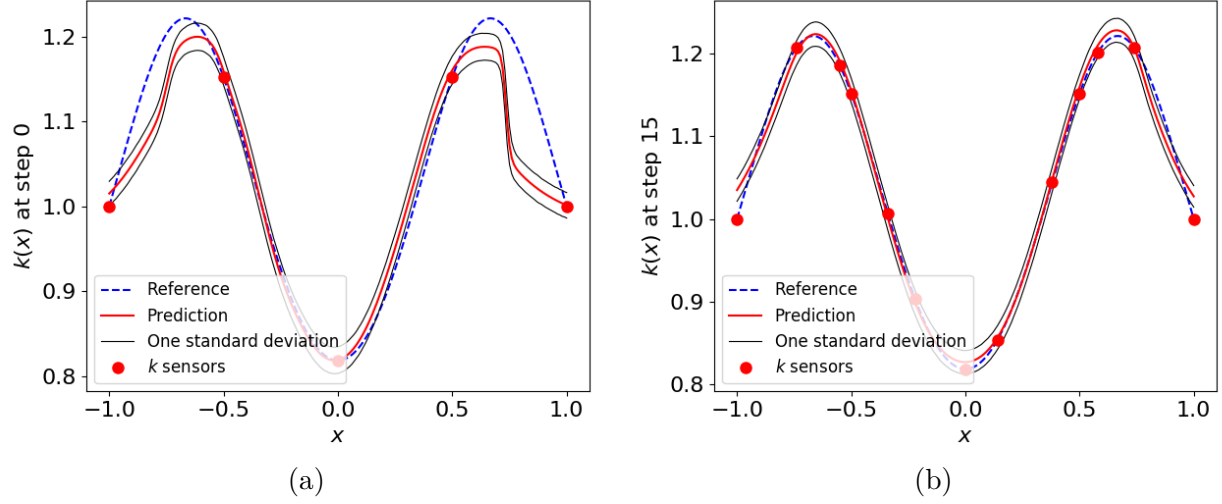 k(x) at step 0
1.2
1.1
1.0
0.9
0.8
Reference
Prediction
One standard deviation
k sensors
−1.0 −0.5 0.0 0.5 1.0
x
(a)
k(x) at step 15
1.2
1.1
1.0
0.9
0.8
Reference
Prediction
One standard deviation
k sensors
−1.0 −0.5 0.0 0.5 1.0
x
(b)